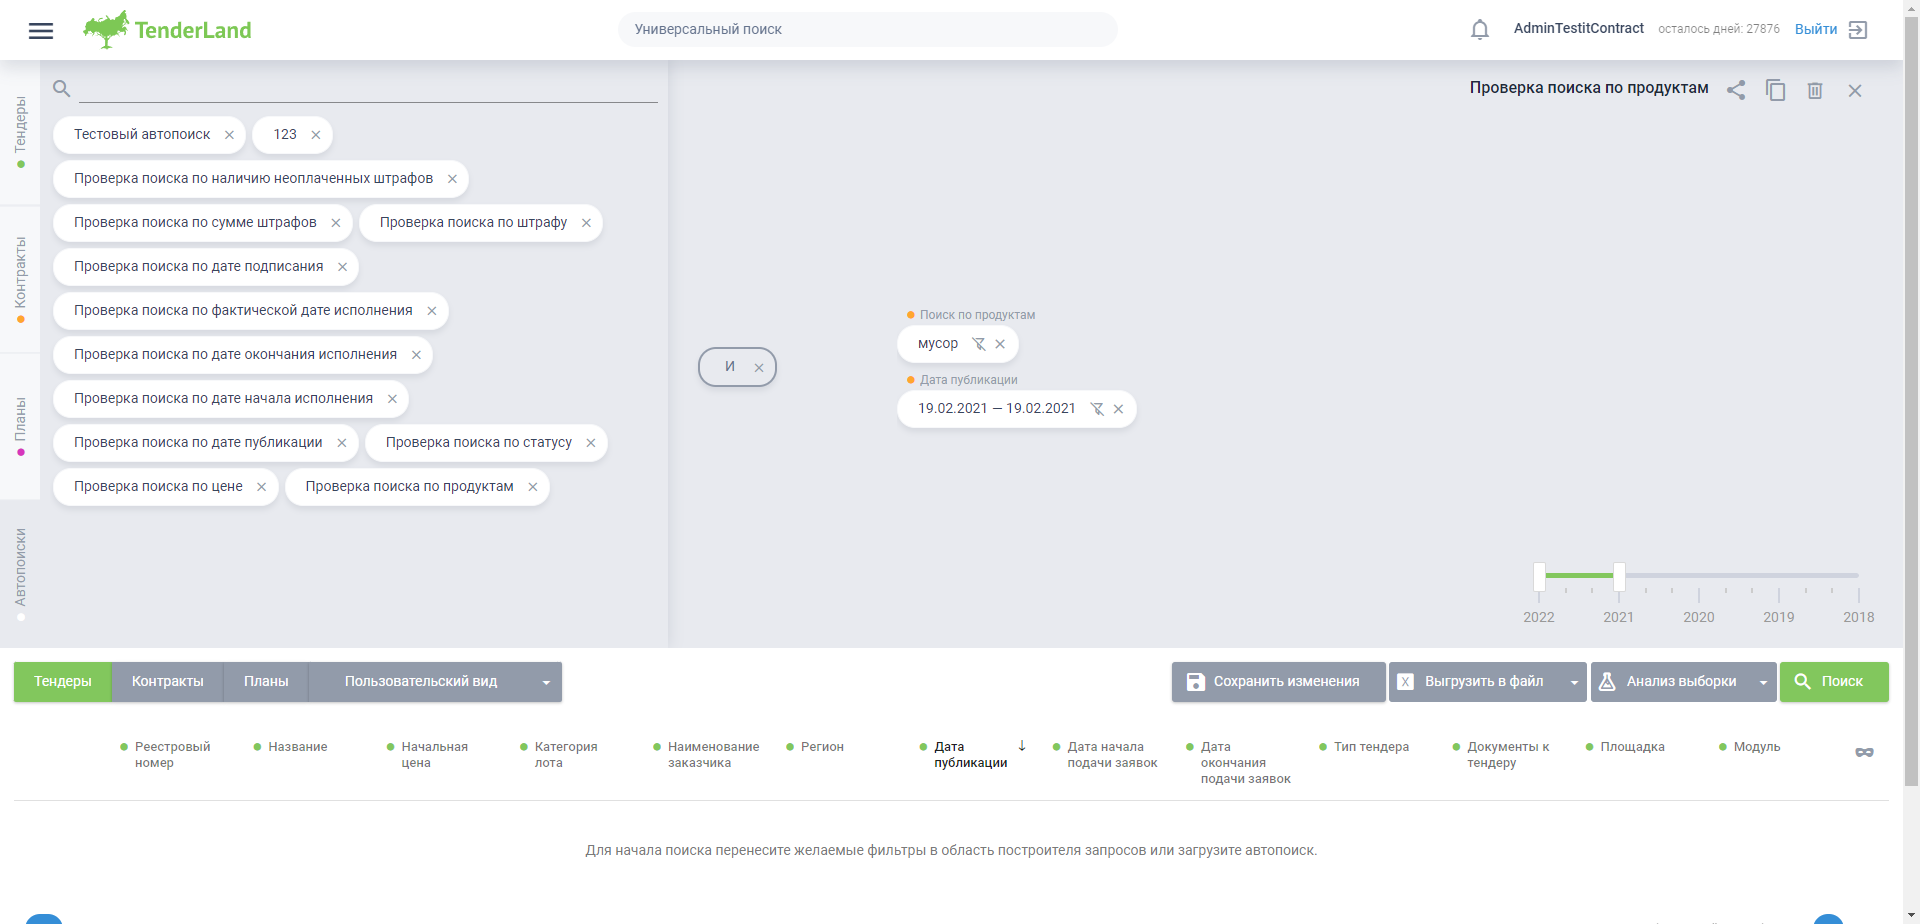 TenderLand
Универсальный поиск
AdminTestitContract
осталось дней: 27876
Выйти
Тендеры
Контракты
Планы
Автопоиски
Тестовый автопоиск
123
Проверка поиска по наличию неоплаченных штрафов
Проверка поиска по сумме штрафов
Проверка поиска по штрафу
Проверка поиска по дате подписания
Проверка поиска по фактической дате исполнения
Проверка поиска по дате окончания исполнения
Проверка поиска по дате начала исполнения
Проверка поиска по дате публикации
Проверка поиска по статусу
Проверка поиска по цене
Проверка поиска по продуктам
Проверка поиска по продуктам
И
Поиск по продуктам
мусор
Дата публикации
19.02.2021 — 19.02.2021
2022 2021 2020 2019 2018
Тендеры
Контракты
Планы
Пользовательский вид
Сохранить изменения
X
Выгрузить в файл
Анализ выборки
Поиск
Реестровый
номер
Название
Начальная
цена
Категория
лота
Наименование
заказчика
Регион
Дата
публикации
Дата начала
подачи заявок
Дата
окончания
подачи заявок
Тип тендера
Документы к
тендеру
Площадка
Модуль
Для начала поиска перенесите желаемые фильтры в область построителя запросов или загрузите автопоиск.